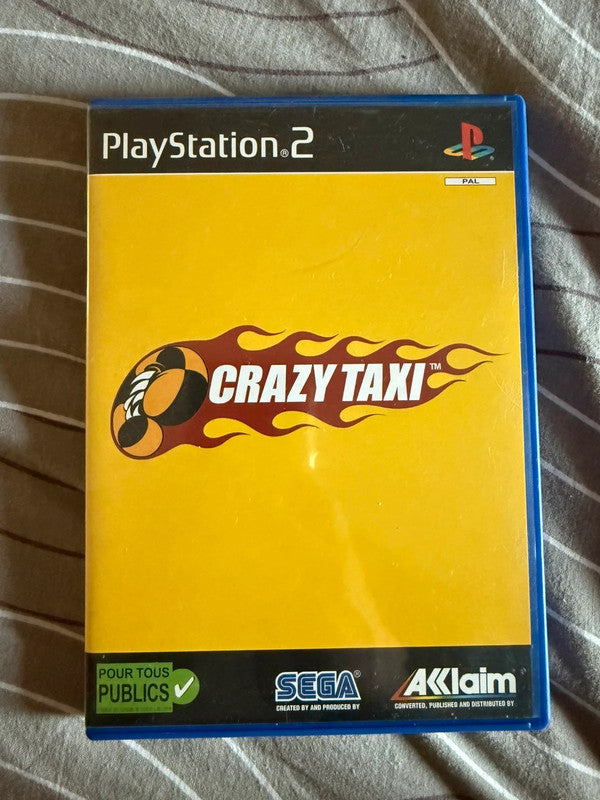 PlayStation®2
PAL
CRAZY TAXI™
POUR TOUS
PUBLICS
SEGA®
CREATED BY AND PRODUCED BY
AKKlaim®
CONVERTED, PUBLISHED AND DISTRIBUTED BY